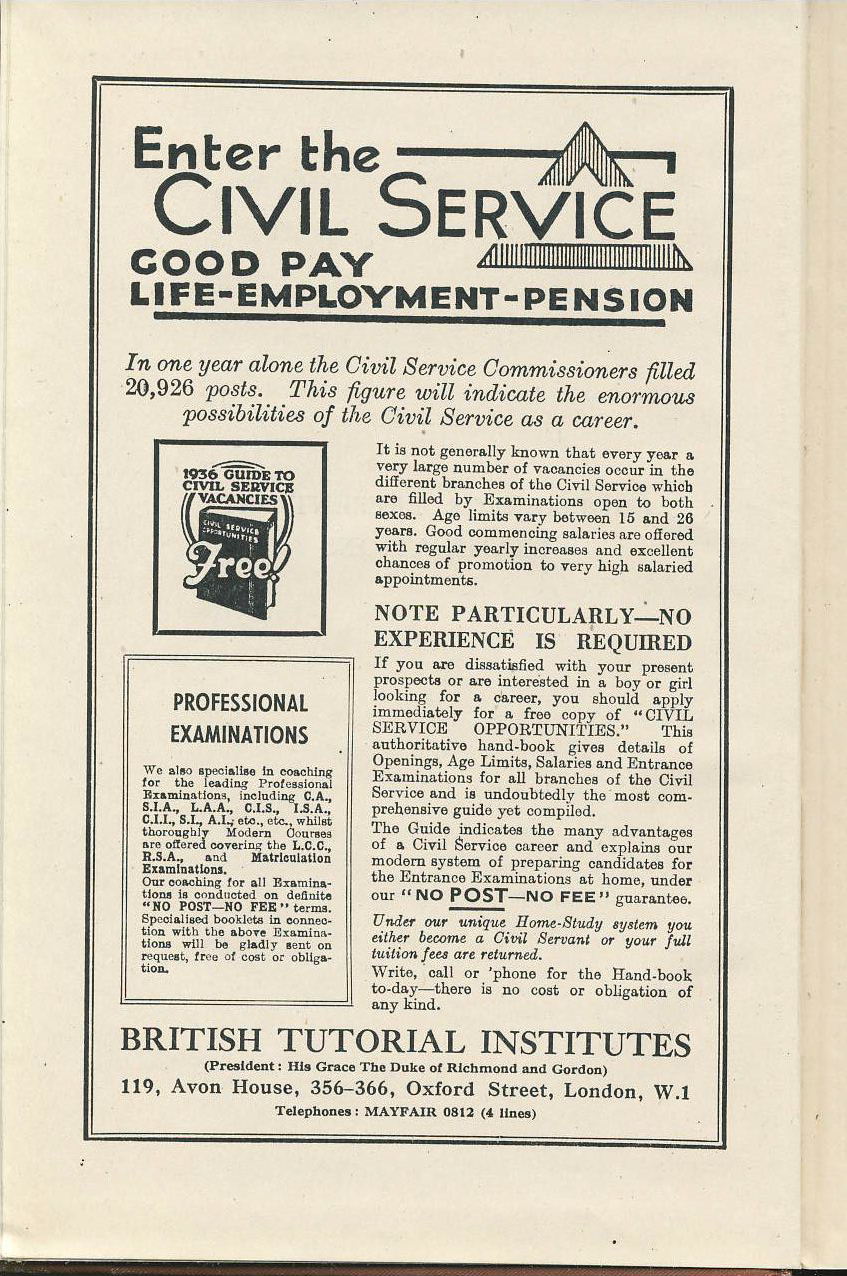 Enter the
CIVIL SERVICE
GOOD PAY
LIFE-EMPLOYMENT-PENSION
In one year alone the Civil Service Commissioners filled
20,926 posts. This figure will indicate the enormous
possibilities of the Civil Service as a career.
1936 GUIDE TO
CIVIL SERVICE
VACANCIES
CIVIL SERVICE
OPPORTUNITIES
Free!
It is not generally known that every year a
very large number of vacancies occur in the
different branches of the Civil Service which
are filled by Examinations open to both
sexes. Age limits vary between 15 and 26
years. Good commencing salaries are offered
with regular yearly increases and excellent
chances of promotion to very high salaried
appointments.
NOTE PARTICULARLY—NO
EXPERIENCE IS REQUIRED
If you are dissatisfied with your present
prospects or are interested in a boy or girl
looking for a career, you should apply
immediately for a free copy of "CIVIL
SERVICE OPPORTUNITIES." This
authoritative hand-book gives details of
Openings, Age Limits, Salaries and Entrance
Examinations for all branches of the Civil
Service and is undoubtedly the most com-
prehensive guide yet compiled.
The Guide indicates the many advantages
of a Civil Service career and explains our
modern system of preparing candidates for
the Entrance Examinations at home, under
our "NO POST—NO FEE" guarantee.
Under our unique Home-Study system you
either become a Civil Servant or your full
tuition fees are returned.
Write, call or 'phone for the Hand-book
to-day—there is no cost or obligation of
any kind.
PROFESSIONAL
EXAMINATIONS
We also specialise in coaching
for the leading Professional
Examinations, including C.A.,
S.I.A., L.A.A., C.I.S., I.S.A.,
C.I.I., S.I., A.I., etc., etc., whilst
thoroughly Modern Courses
are offered covering the L.C.C.,
R.S.A., and Matriculation
Examinations.
Our coaching for all Examina-
tions is conducted on definite
"NO POST—NO FEE" terms.
Specialised booklets in connec-
tion with the above Examina-
tions will be gladly sent on
request, free of cost or obliga-
tion.
BRITISH TUTORIAL INSTITUTES
(President: His Grace The Duke of Richmond and Gordon)
119, Avon House, 356-366, Oxford Street, London, W.1
Telephones: MAYFAIR 0812 (4 lines)